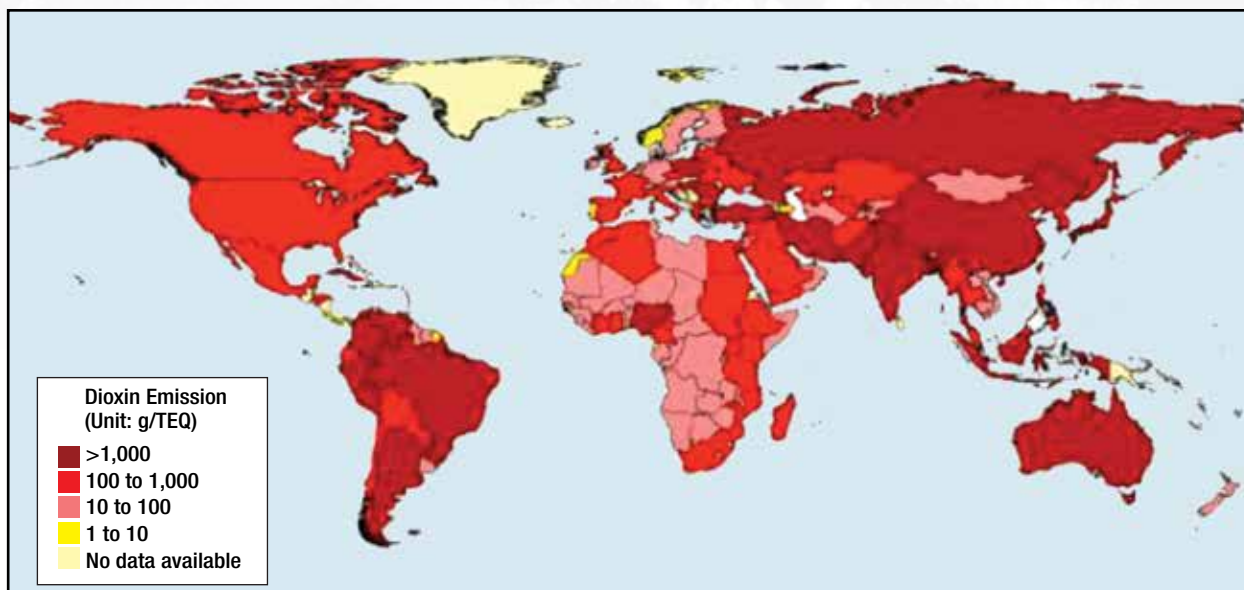 Dioxin Emission
(Unit: g/TEQ)
>1,000
100 to 1,000
10 to 100
1 to 10
No data available